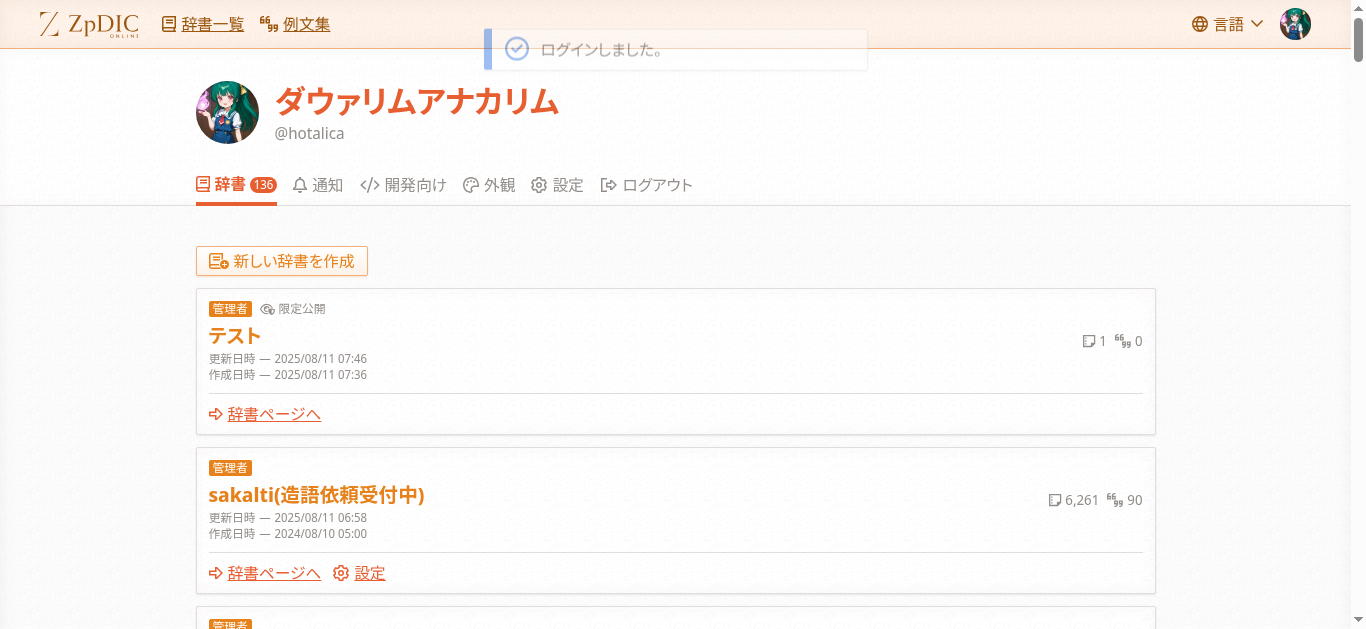 ZpDIC ONLINE 辞書一覧 例文集 言語
ログインしました。
ダヴァリムアナカリム
@hotalica
辞書 136 通知 開発向け 外観 設定 ログアウト
新しい辞書を作成
管理者 限定公開
テスト
1 0
更新日時 — 2025/08/11 07:46
作成日時 — 2025/08/11 07:36
辞書ページへ
管理者
sakalti(造語依頼受付中)
6,261 90
更新日時 — 2025/08/11 06:58
作成日時 — 2024/08/10 05:00
辞書ページへ 設定
管理者